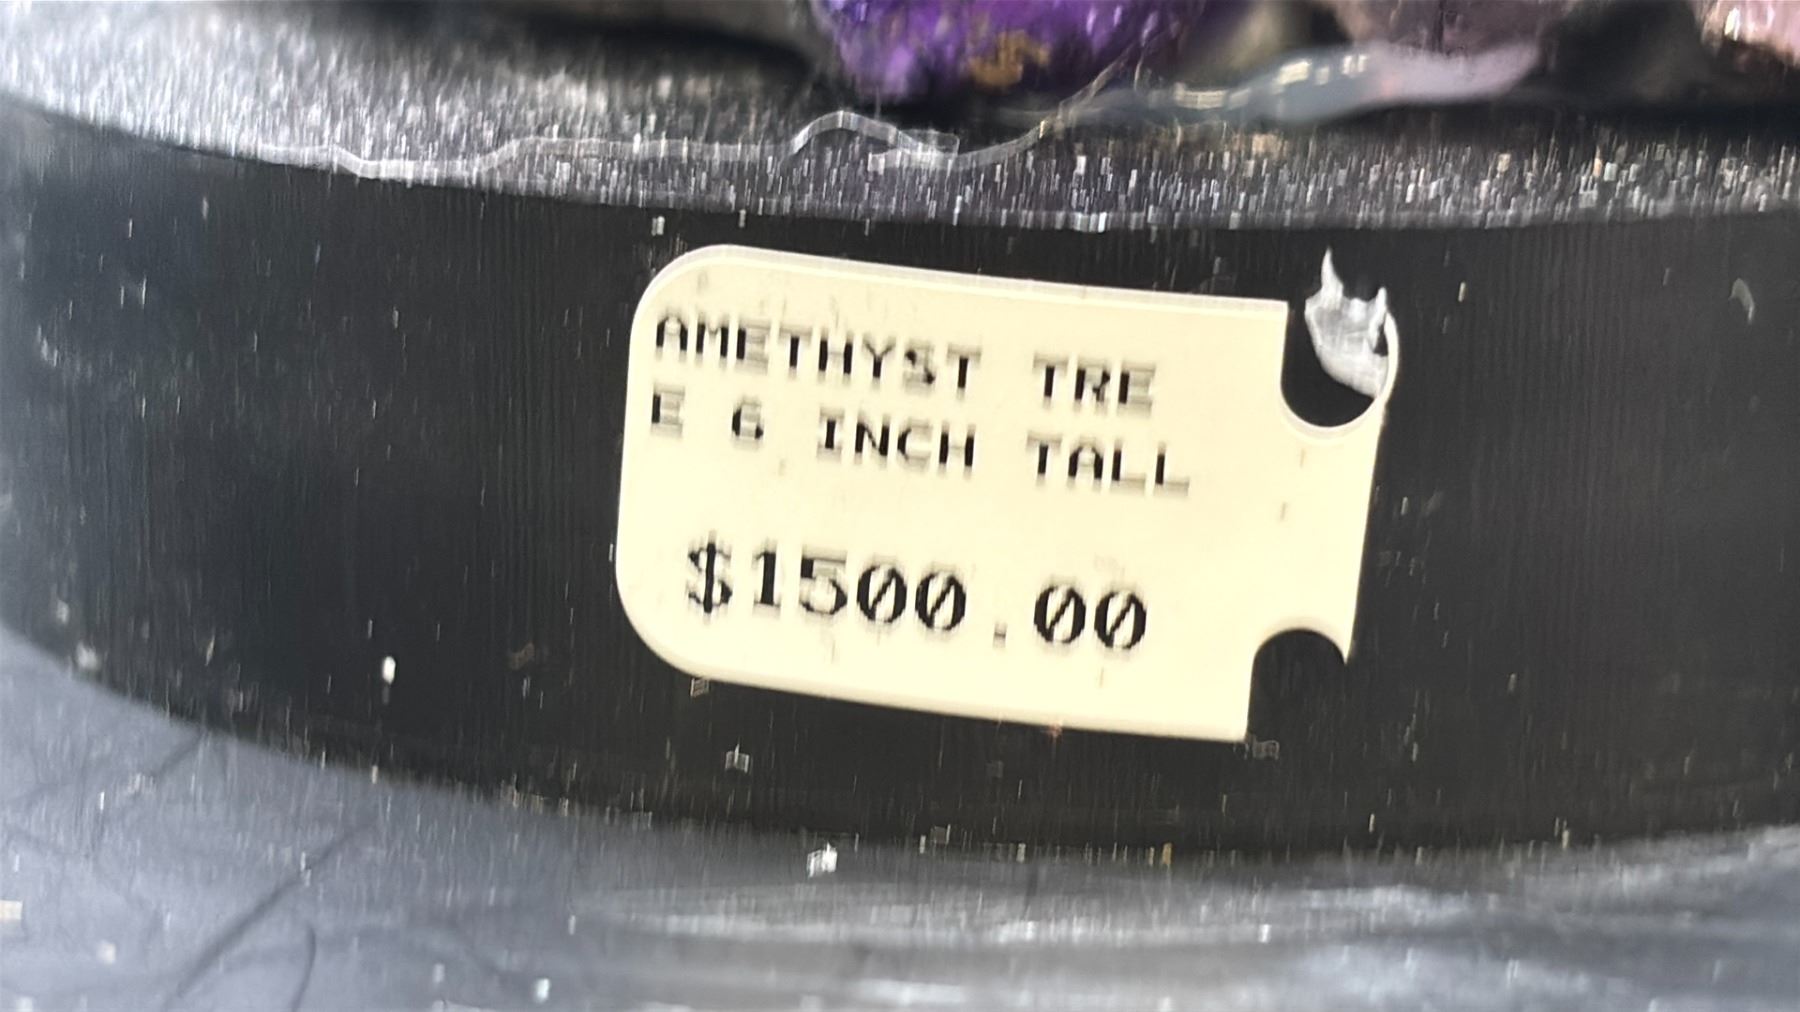 AMETHYST TRE
E 6 INCH TALL
$1500.00